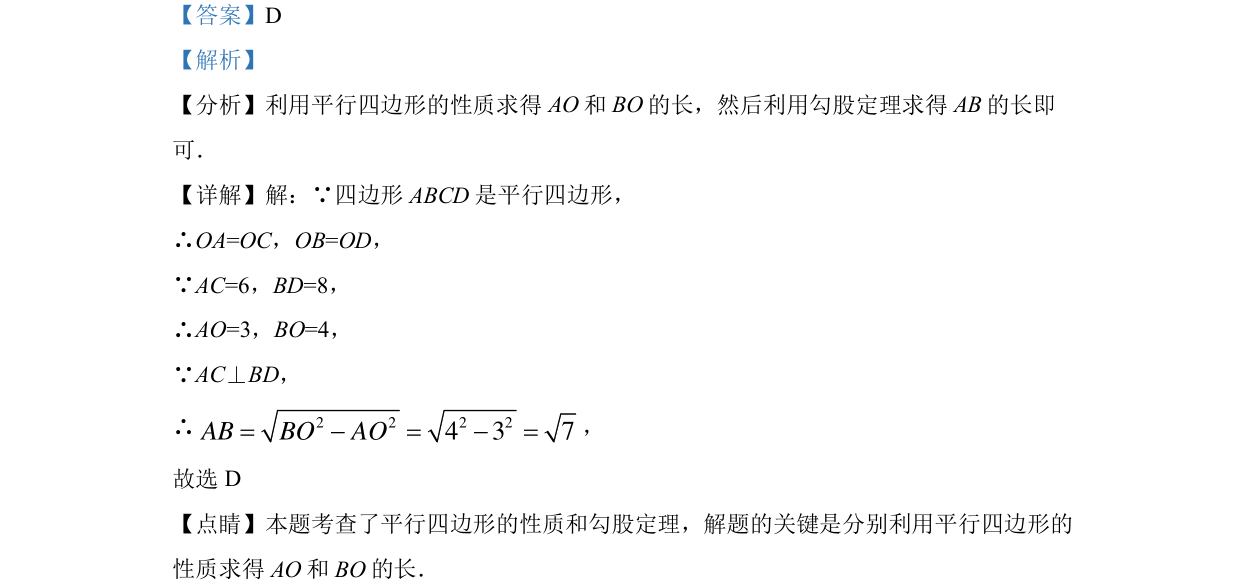 【答案】D
【解析】
【分析】利用平行四边形的性质求得 AO 和 BO 的长，然后利用勾股定理求得 AB 的长即
可．
【详解】解：∵四边形 ABCD 是平行四边形，
∴OA=OC，OB=OD，
∵AC=6，BD=8，
∴AO=3，BO=4，
∵AC⊥BD，
∴ AB = √(BO² − AO²) = √(4² − 3²) = √7，
故选 D
【点睛】本题考查了平行四边形的性质和勾股定理，解题的关键是分别利用平行四边形的
性质求得 AO 和 BO 的长．